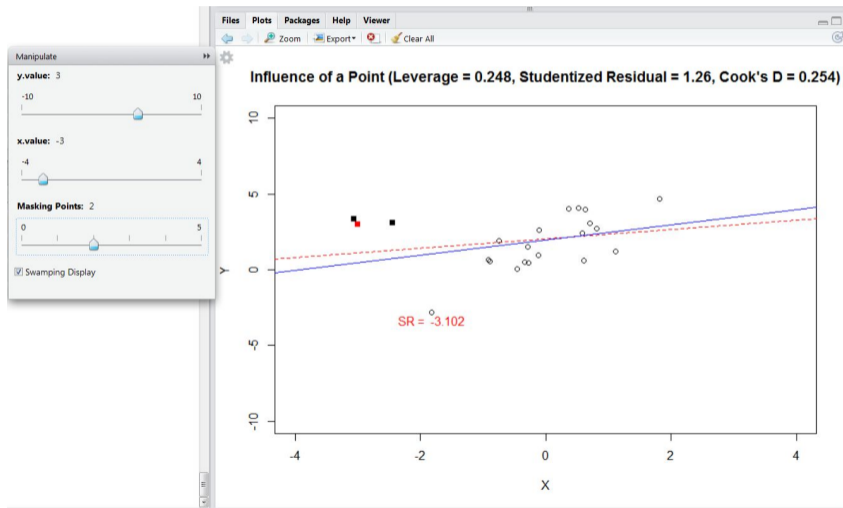 Files Plots Packages Help Viewer
Zoom Export Clear All
Manipulate
y.value: 3
-10 10
x.value: -3
-4 4
Masking Points: 2
0 5
Swamping Display
Influence of a Point (Leverage = 0.248, Studentized Residual = 1.26, Cook's D = 0.254)
10
5
Y
0
-5
-10
SR = -3.102
-4 -2 0 2 4
X